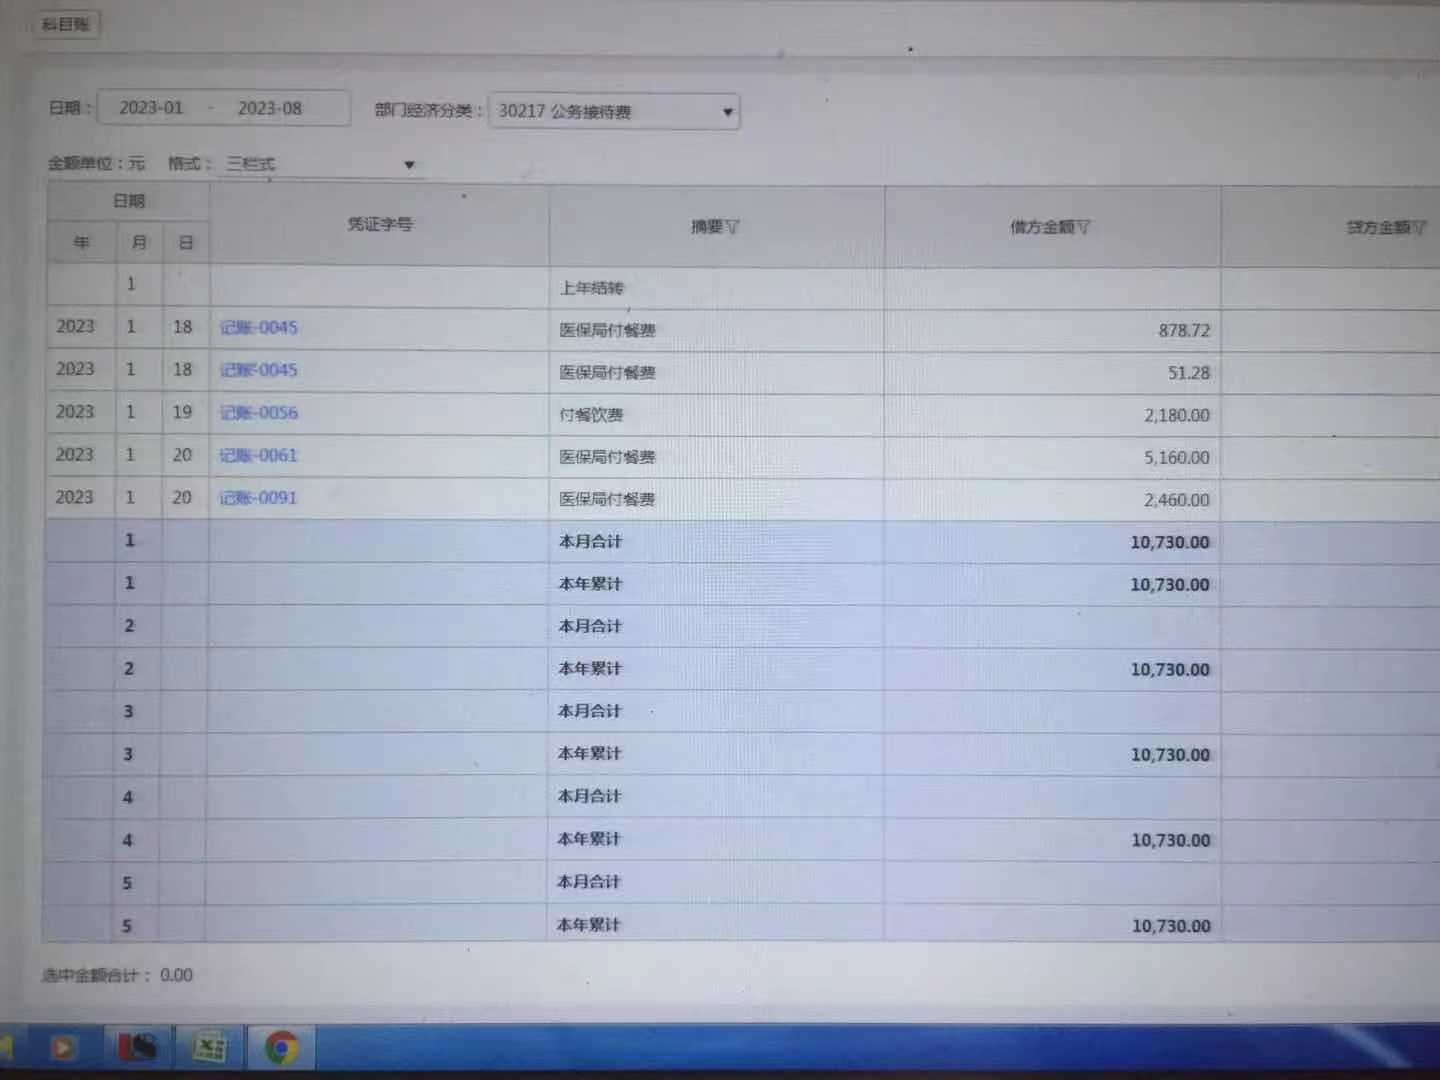 科目账
日期： 2023-01 - 2023-08 部门经济分类： 30217 公务接待费
金额单位：元 格式： 三栏式
日期 凭证字号 摘要 借方金额 贷方金额
年 月 日
1 上年结转
2023 1 18 记账-0045 医保局付餐费 878.72
2023 1 18 记账-0045 医保局付餐费 51.28
2023 1 19 记账-0056 付餐饮费 2,180.00
2023 1 20 记账-0061 医保局付餐费 5,160.00
2023 1 20 记账-0091 医保局付餐费 2,460.00
1 本月合计 10,730.00
1 本年累计 10,730.00
2 本月合计
2 本年累计 10,730.00
3 本月合计
3 本年累计 10,730.00
4 本月合计
4 本年累计 10,730.00
5 本月合计
5 本年累计 10,730.00
选中金额合计： 0.00